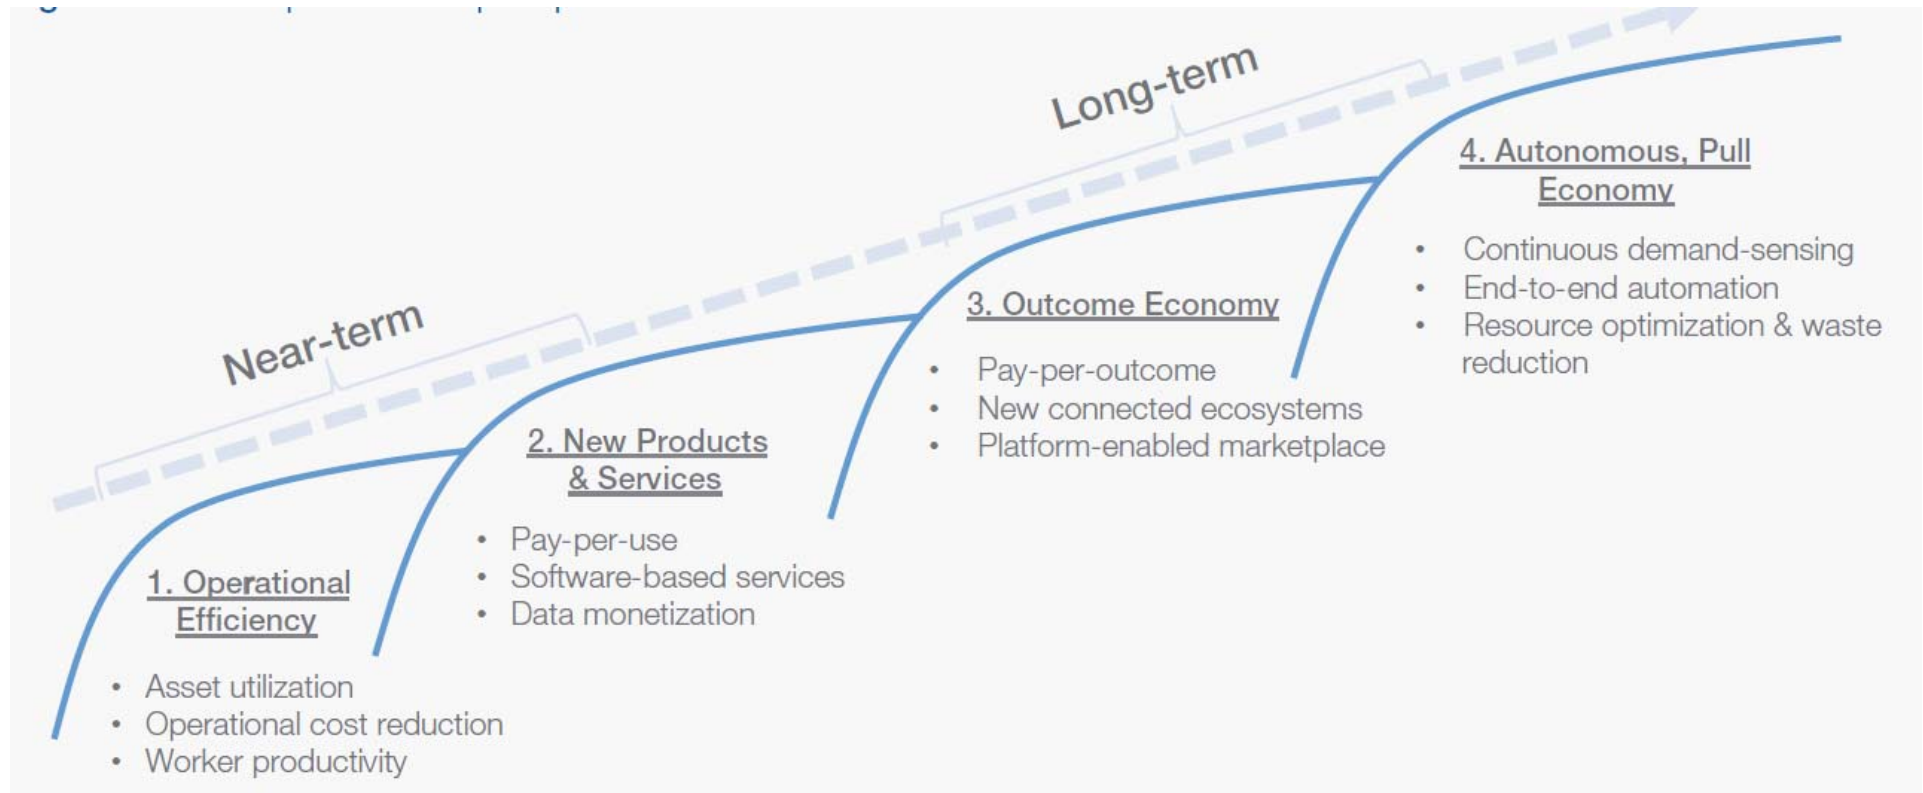 Near-term
Long-term
1. Operational
Efficiency
• Asset utilization
• Operational cost reduction
• Worker productivity
2. New Products
& Services
• Pay-per-use
• Software-based services
• Data monetization
3. Outcome Economy
• Pay-per-outcome
• New connected ecosystems
• Platform-enabled marketplace
4. Autonomous, Pull
Economy
• Continuous demand-sensing
• End-to-end automation
• Resource optimization & waste
reduction